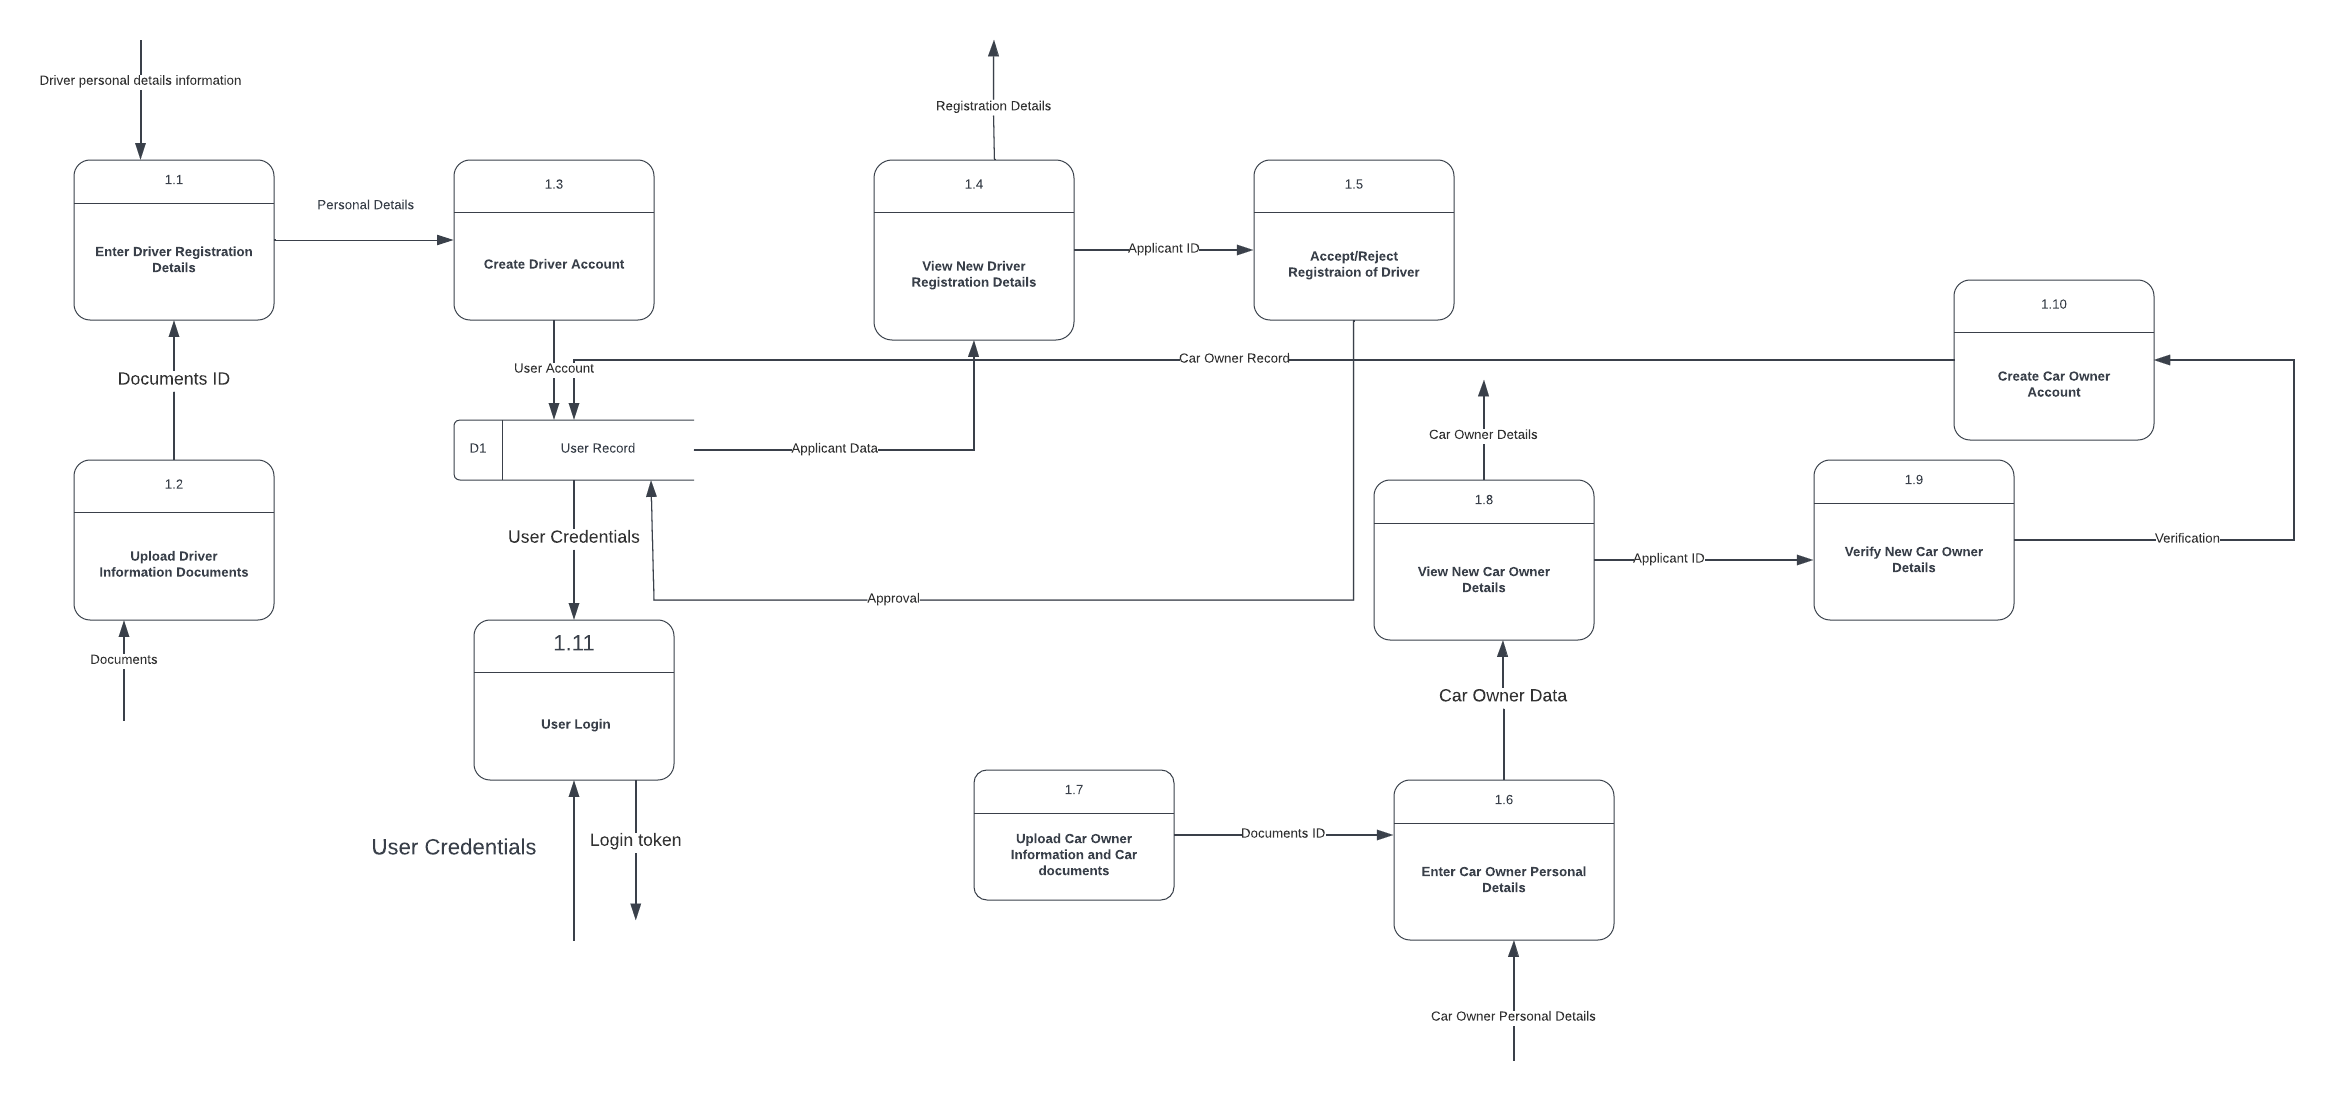 Driver personal details information
Registration Details
1.1
Enter Driver Registration
Details
Personal Details
1.3
Create Driver Account
1.4
View New Driver
Registration Details
Applicant ID
1.5
Accept/Reject
Registraion of Driver
1.10
Create Car Owner
Account
Car Owner Record
User Account
Documents ID
D1
User Record
Applicant Data
Car Owner Details
1.2
Upload Driver
Information Documents
User Credentials
1.8
View New Car Owner
Details
Applicant ID
1.9
Verify New Car Owner
Details
Verification
Approval
Documents
1.11
User Login
Car Owner Data
User Credentials
Login token
1.7
Upload Car Owner
Information and Car
documents
Documents ID
1.6
Enter Car Owner Personal
Details
Car Owner Personal Details